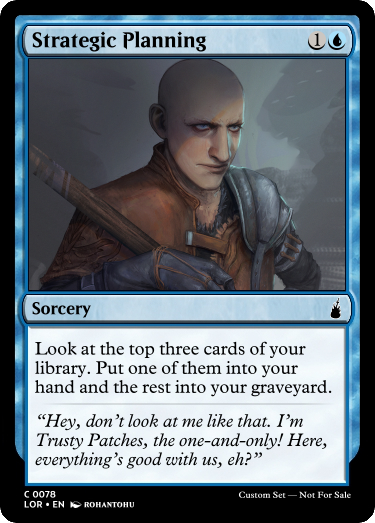 Strategic Planning 1
Sorcery
Look at the top three cards of your
library. Put one of them into your
hand and the rest into your graveyard.
“Hey, don’t look at me like that. I’m
Trusty Patches, the one-and-only! Here,
everything’s good with us, eh?”
C 0078
LOR • EN ROHANTOHU
Custom Set — Not For Sale